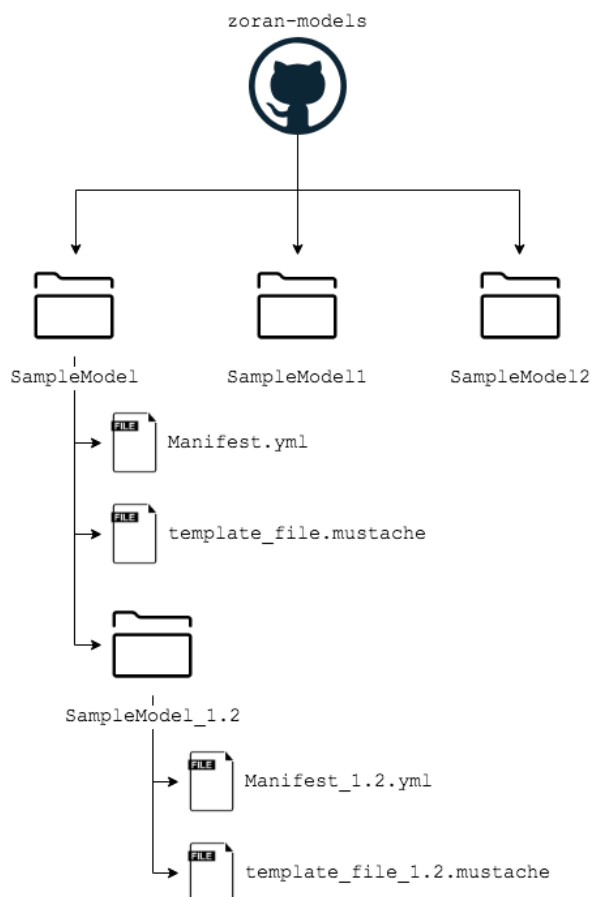 zoran-models
SampleModel
SampleModel1
SampleModel2
FILE
Manifest.yml
FILE
template_file.mustache
SampleModel_1.2
FILE
Manifest_1.2.yml
FILE
template_file_1.2.mustache